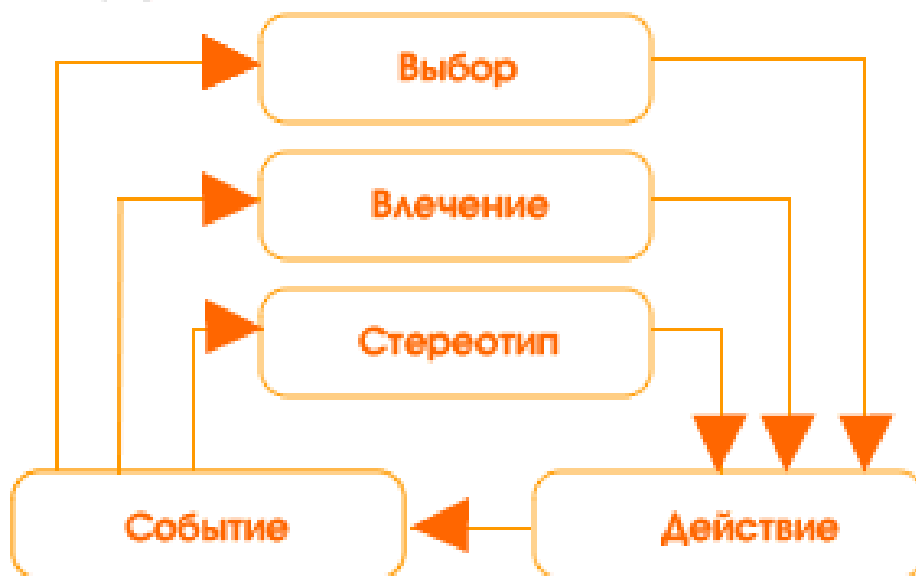 Выбор
Влечение
Стереотип
Событие
Действие